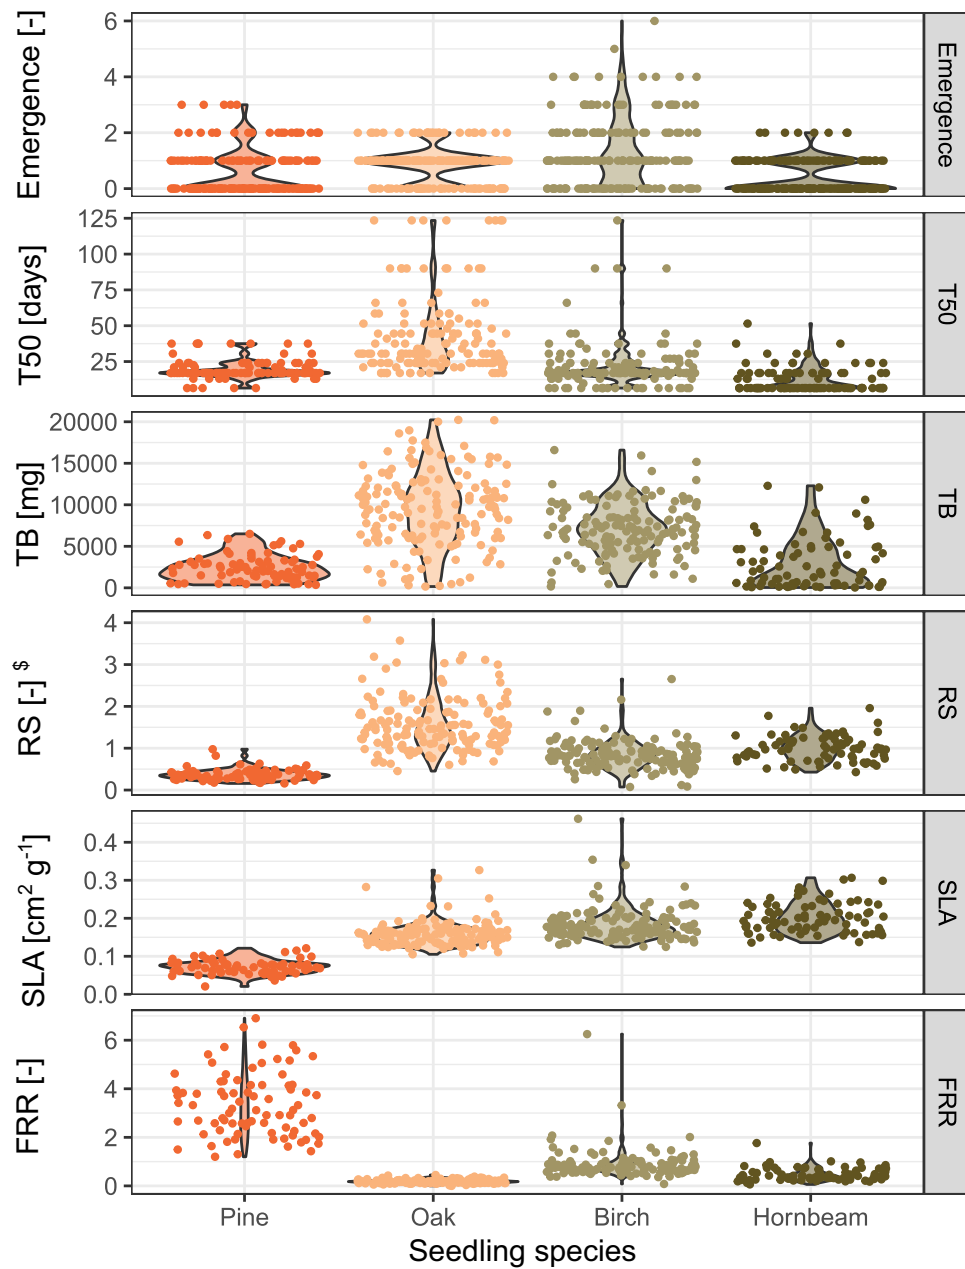 Emergence [-]
6
4
2
0
Emergence
T50 [days]
125
100
75
50
25
T50
TB [mg]
20000
15000
10000
5000
0
TB
RS [-] $
4
3
2
1
0
RS
SLA [cm² g⁻¹]
0.4
0.3
0.2
0.1
0.0
SLA
FRR [-]
6
4
2
0
FRR
Pine Oak Birch Hornbeam
Seedling species